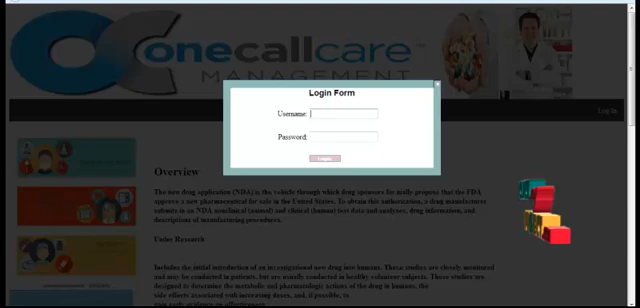 onecallcare
MANAGEMENT
Log In
Login Form
Username:
Password:
Login
Overview
The new drug application (NDA) is the vehicle through which drug sponsors formally propose that the FDA
approve a new pharmaceutical for sale in the United States. To obtain this authorization, a drug manufacturer
submits in an NDA nonclinical (animal) and clinical (human) test data and analyses, drug information, and
descriptions of manufacturing procedures.
Under Research
Includes the initial introduction of an investigational new drug into humans. These studies are closely monitored
and may be conducted in patients, but are usually conducted in healthy volunteer subjects. These studies are
designed to determine the metabolic and pharmacologic actions of the drug in humans, the
side effects associated with increasing doses, and, if possible, to
gain early evidence on effectiveness